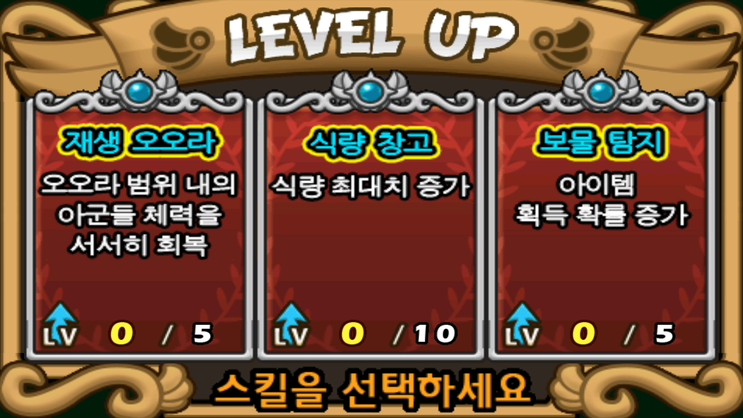 LEVEL UP
재생 오오라
오오라 범위 내의
아군들 체력을
서서히 회복
LV 0 / 5
식량 창고
식량 최대치 증가
LV 0 / 10
보물 탐지
아이템
획득 확률 증가
LV 0 / 5
스킬을 선택하세요